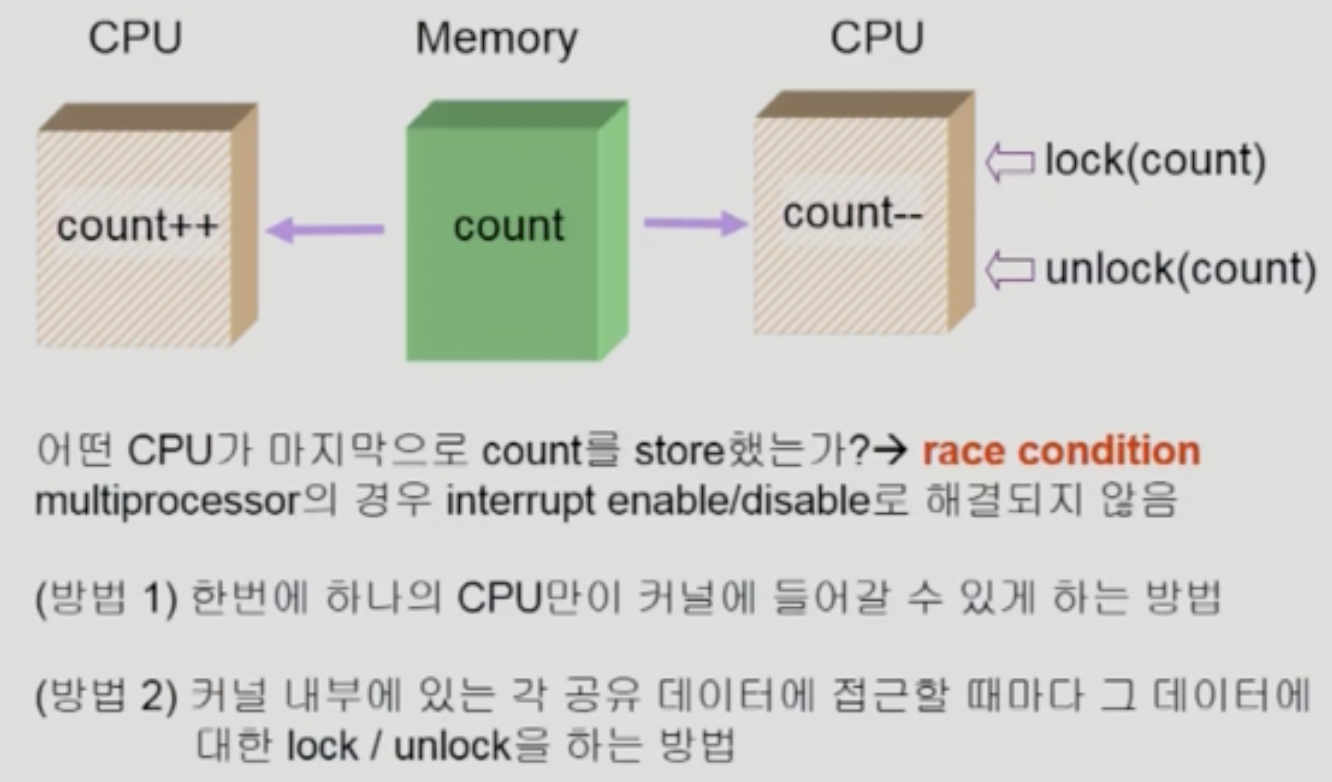 CPU Memory CPU
count++ count count-- lock(count)
unlock(count)
어떤 CPU가 마지막으로 count를 store했는가?→ race condition
multiprocessor의 경우 interrupt enable/disable로 해결되지 않음
(방법 1) 한번에 하나의 CPU만이 커널에 들어갈 수 있게 하는 방법
(방법 2) 커널 내부에 있는 각 공유 데이터에 접근할 때마다 그 데이터에
대한 lock / unlock을 하는 방법